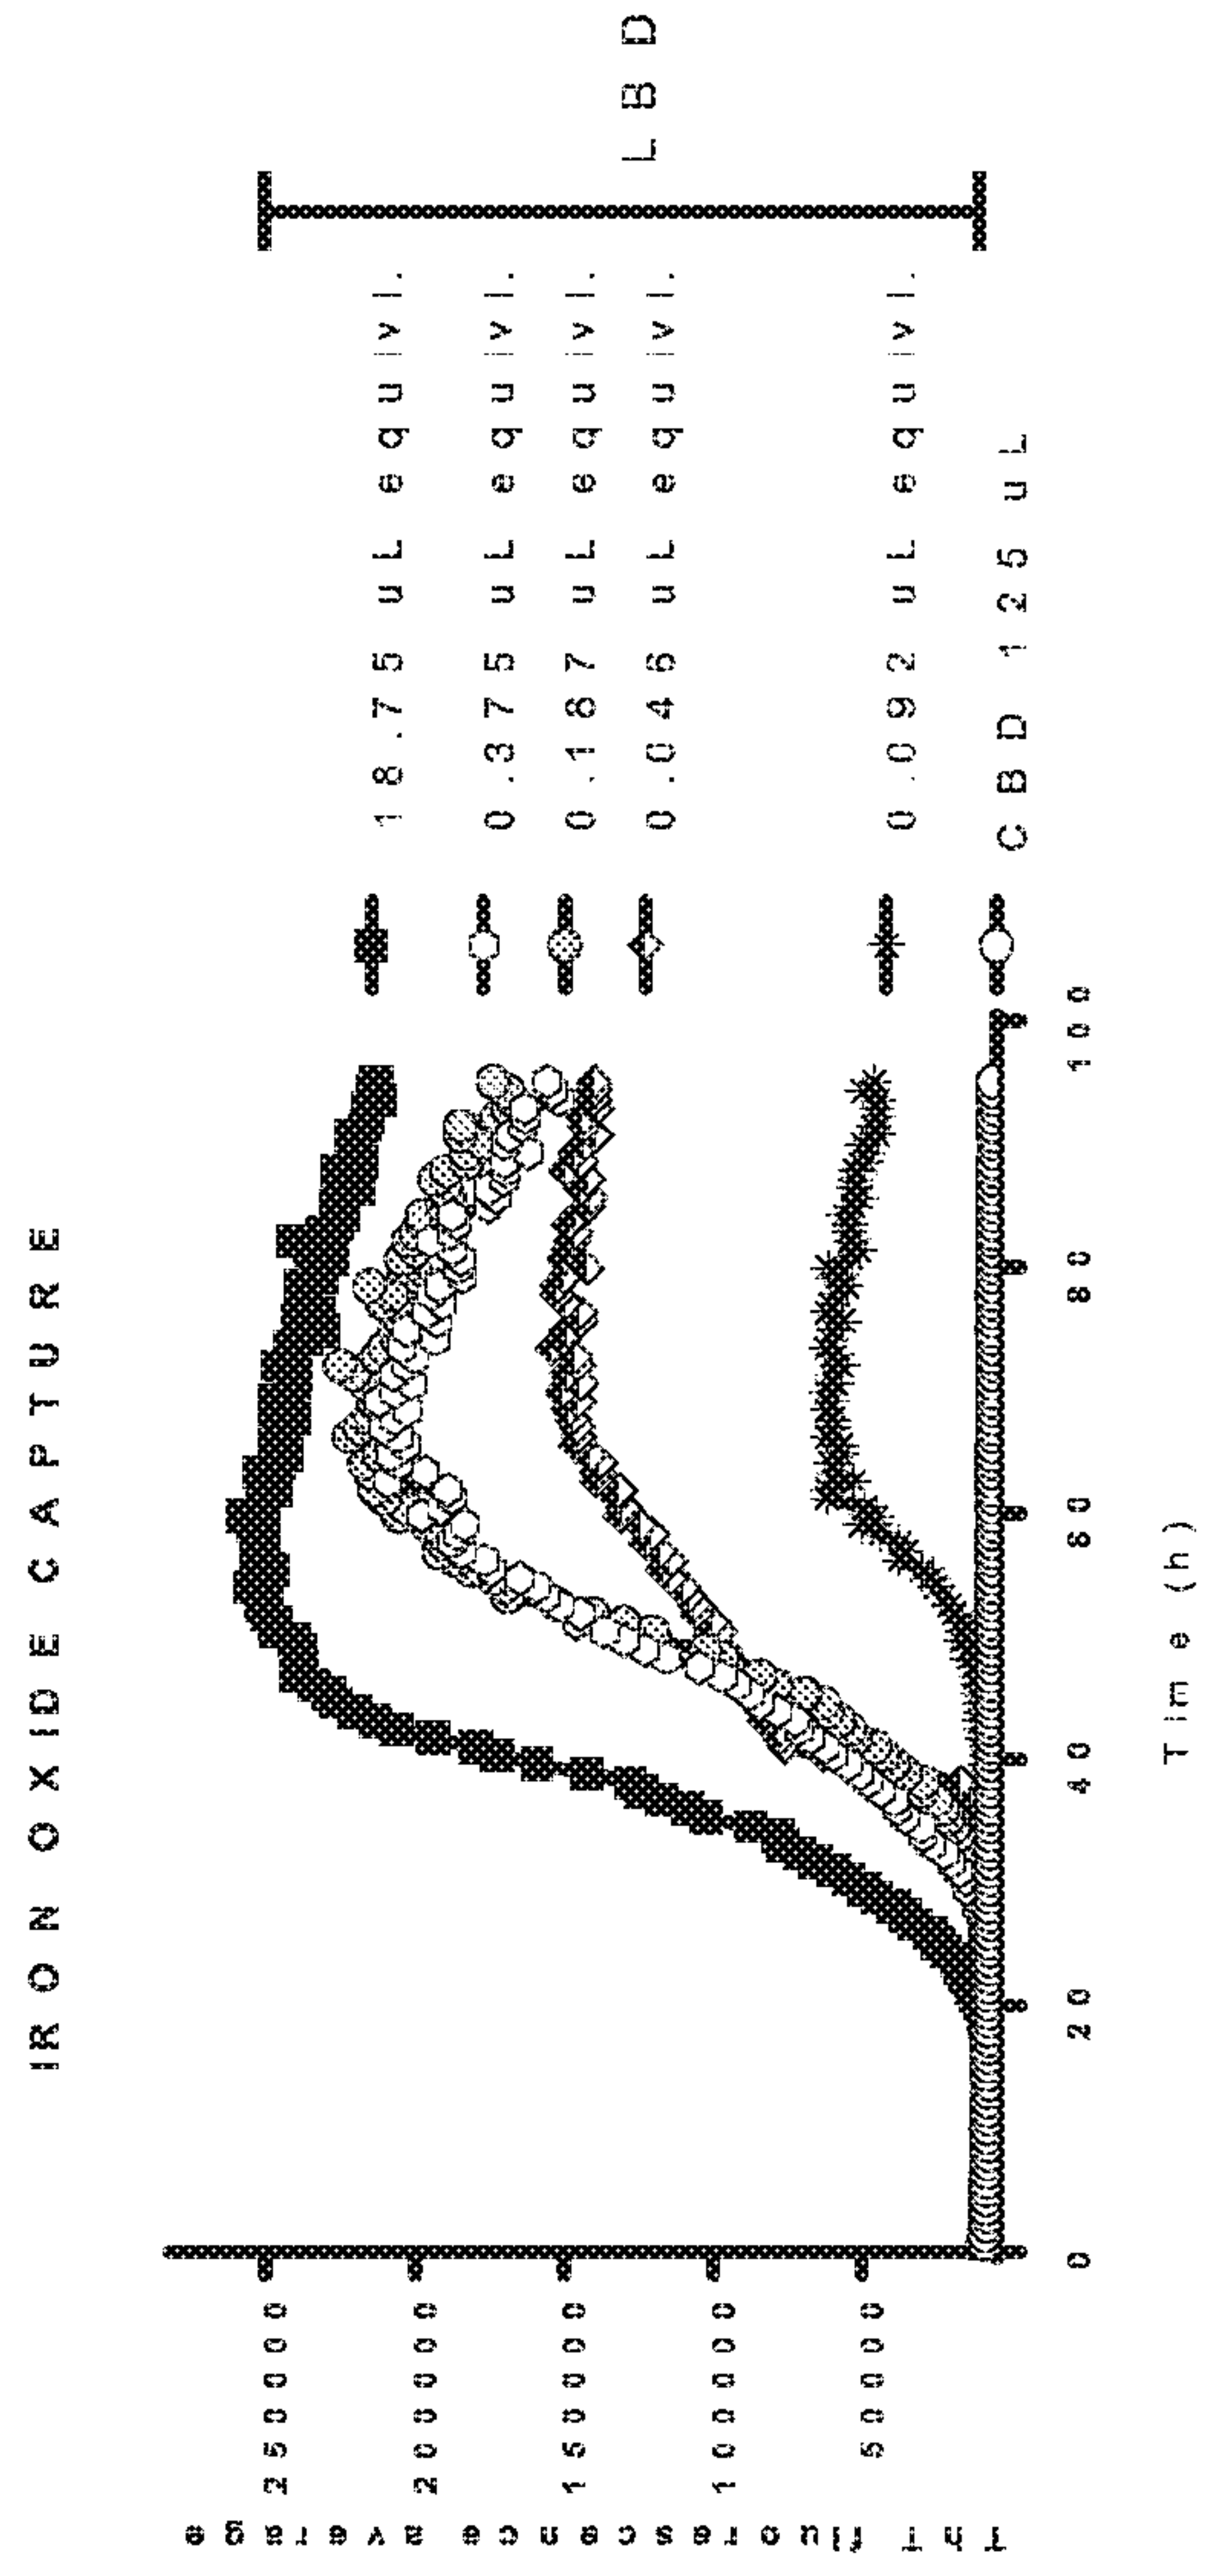 IRON OXIDE CAPTURE
ThT fluorescence average
250000
200000
150000
100000
50000
0
20
40
60
80
100
Time (h)
18.75 uL equivl.
0.375 uL equivl.
0.187 uL equivl.
0.046 uL equivl.
0.092 uL equivl.
CBD 125 uL
LBD